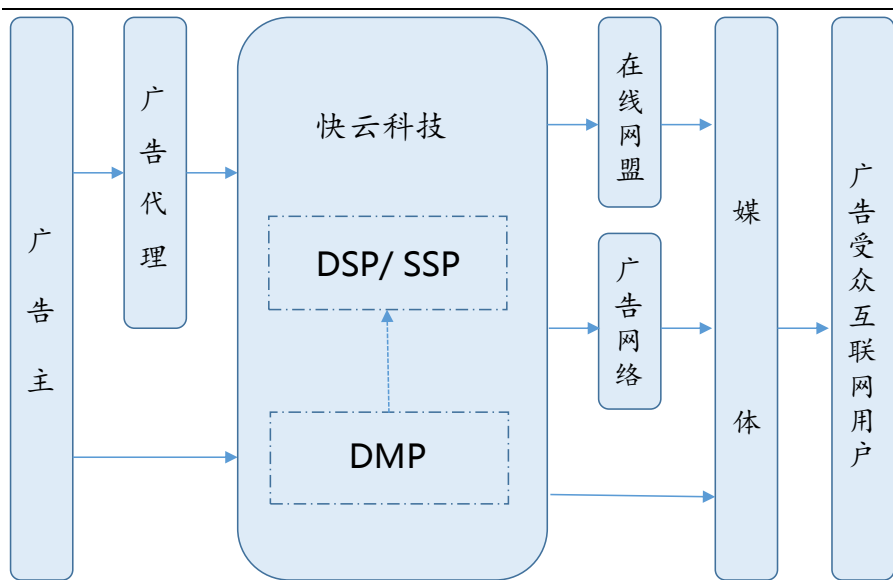 广告主
广告代理
快云科技
DSP/ SSP
DMP
在线网盟
广告网络
媒体
广告受众互联网用户